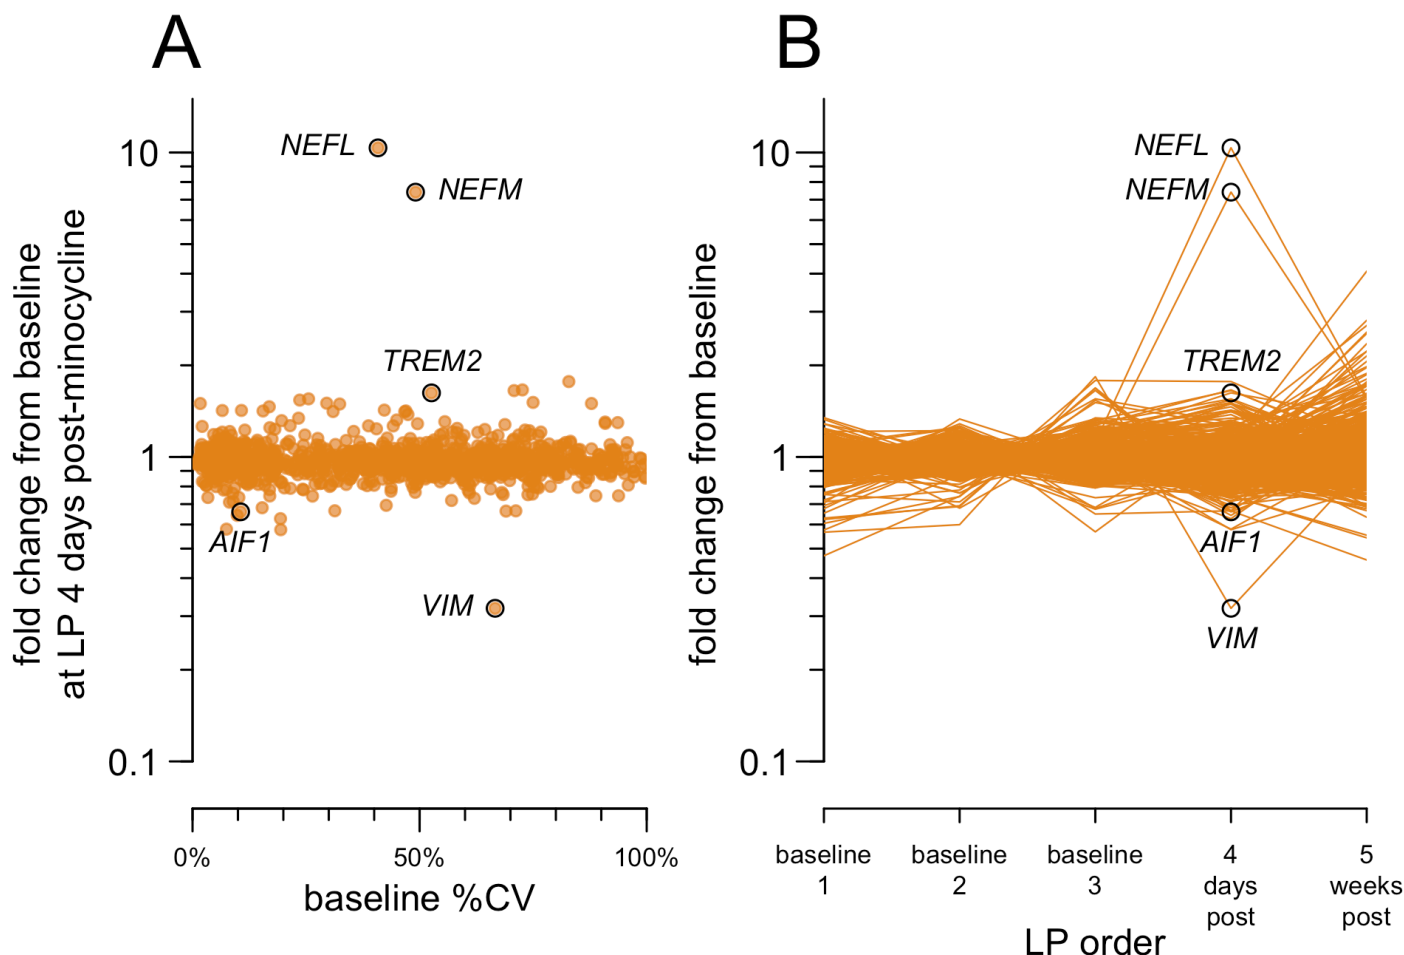 A
fold change from baseline
at LP 4 days post-minocycline
10
1
0.1
NEFL
NEFM
TREM2
AIF1
VIM
0%
50%
100%
baseline %CV
B
fold change from baseline
10
1
0.1
NEFL
NEFM
TREM2
AIF1
VIM
baseline
1
baseline
2
baseline
3
4
days
post
5
weeks
post
LP order